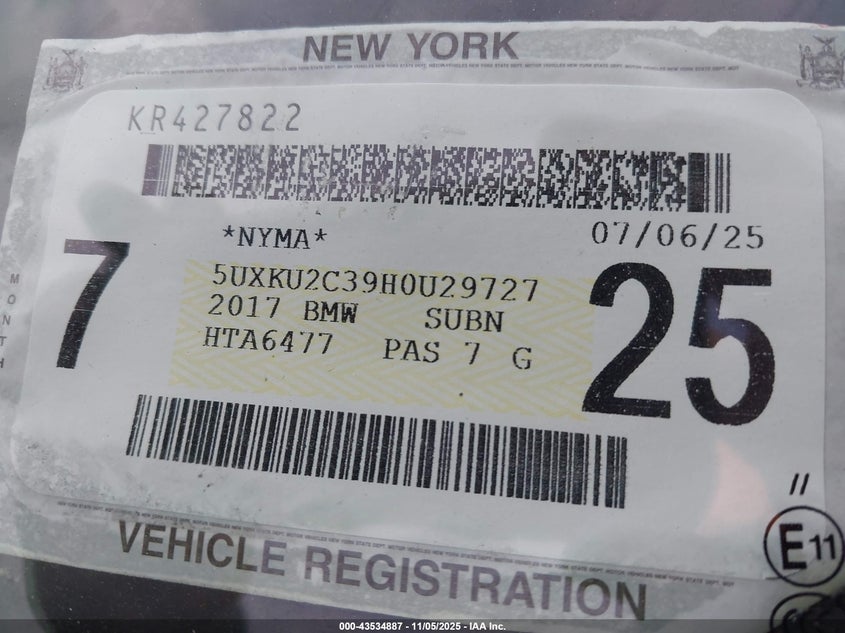 NEW YORK
KR427822
*NYMA*
07/06/25
7
25
MONTH
5UXKU2C39H0U29727
2017 BMW SUBN
HTA6477 PAS 7 G
VEHICLE REGISTRATION
E11
000-43534887 - 11/05/2025 - IAA Inc.